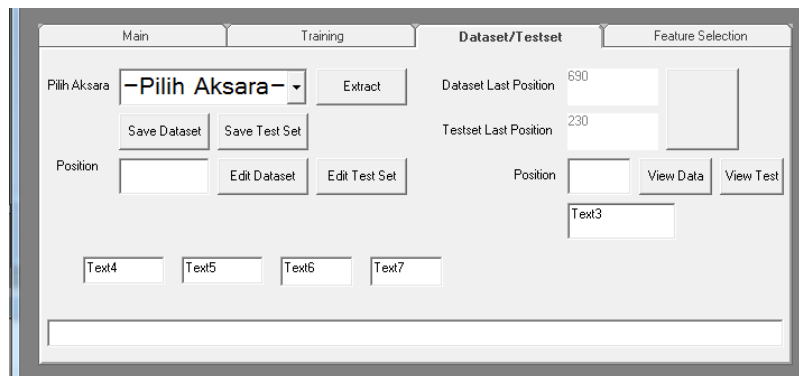 Main Training Dataset/Testset Feature Selection
Pilih Aksara –Pilih Aksara– Extract Dataset Last Position 690
Save Dataset Save Test Set Testset Last Position 230
Position Edit Dataset Edit Test Set Position View Data View Test
Text3
Text4 Text5 Text6 Text7